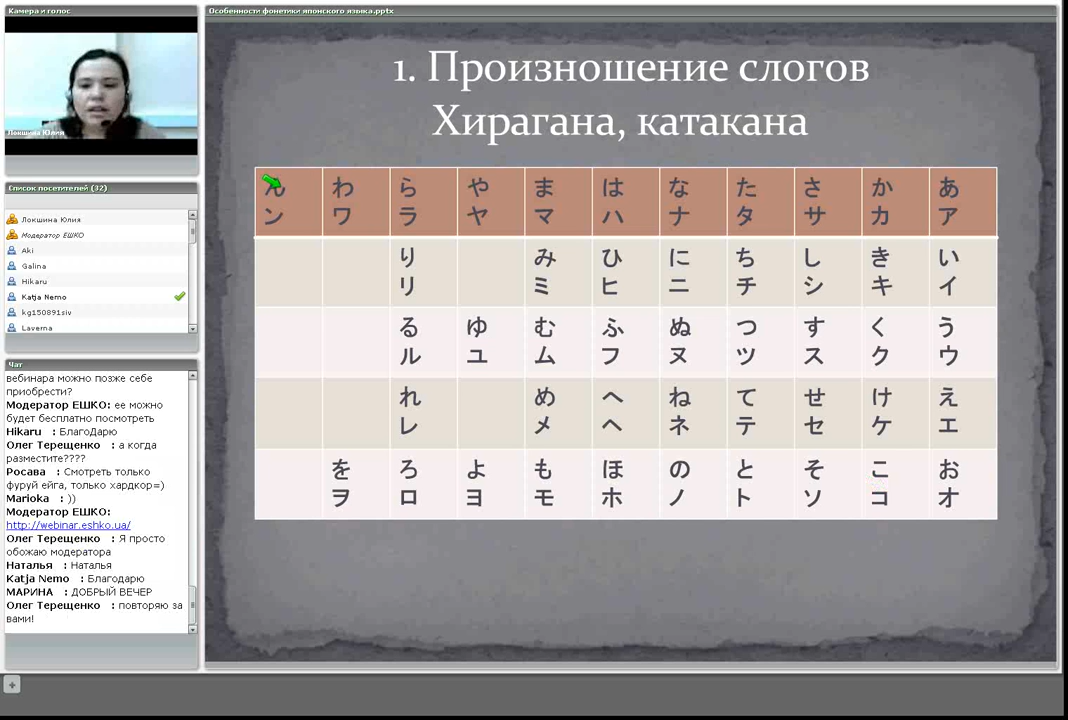 Камера и голос
Локшина Юлия
Список посетителей (32)
Локшина Юлия
Модератор ЕШКО
Aki
Galina
Hikaru
Katja Nemo
kg150891siv
Laverna
Чат
вебинара можно позже себе
приобрести?
Модератор ЕШКО: ее можно
будет бесплатно посмотреть
Hikaru : БлагоДарю
Олег Терещенко : а когда
разместите????
Росава : Смотреть только
фуруй ейга, только хардкор=)
Marioka : ))
Модератор ЕШКО:
http://webinar.eshko.ua/
Олег Терещенко : Я просто
обожаю модератора
Наталья : Наталья
Katja Nemo : Благодарю
МАРИНА : ДОБРЫЙ ВЕЧЕР
Олег Терещенко : повторяю за
вами!
Особенности фонетики японского языка.pptx
1. Произношение слогов
Хирагана, катакана
ん わ ら や ま は な た さ か あ
ン ワ ラ ヤ マ ハ ナ タ サ カ ア
り み ひ に ち し き い
リ ミ ヒ ニ チ シ キ イ
る ゆ む ふ ぬ つ す く う
ル ユ ム フ ヌ ツ ス ク ウ
れ め へ ね て せ け え
レ メ ヘ ネ テ セ ケ エ
を ろ よ も ほ の と そ こ お
ヲ ロ ヨ モ ホ ノ ト ソ コ オ